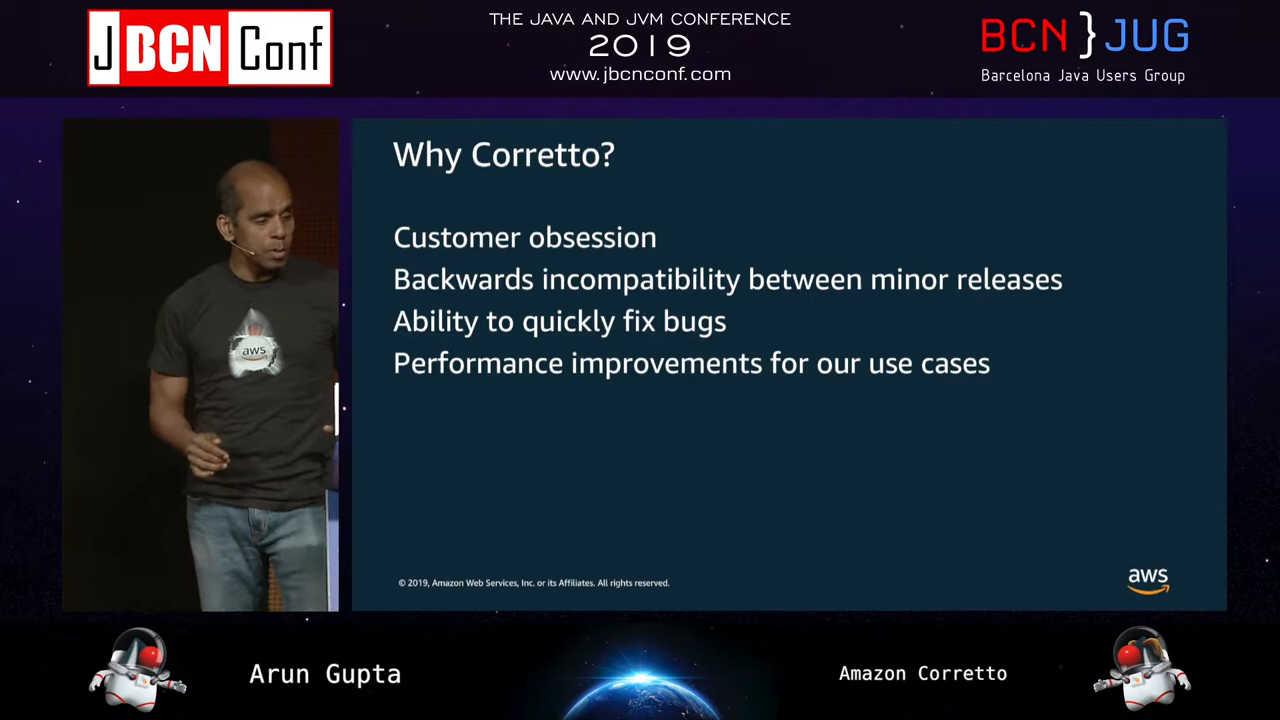 JBCNConf
THE JAVA AND JVM CONFERENCE
2019
www.jbcnconf.com
BCN}JUG
Barcelona Java Users Group
Why Corretto?
Customer obsession
Backwards incompatibility between minor releases
Ability to quickly fix bugs
Performance improvements for our use cases
aws
© 2019, Amazon Web Services, Inc. or its Affiliates. All rights reserved.
aws
Arun Gupta
Amazon Corretto